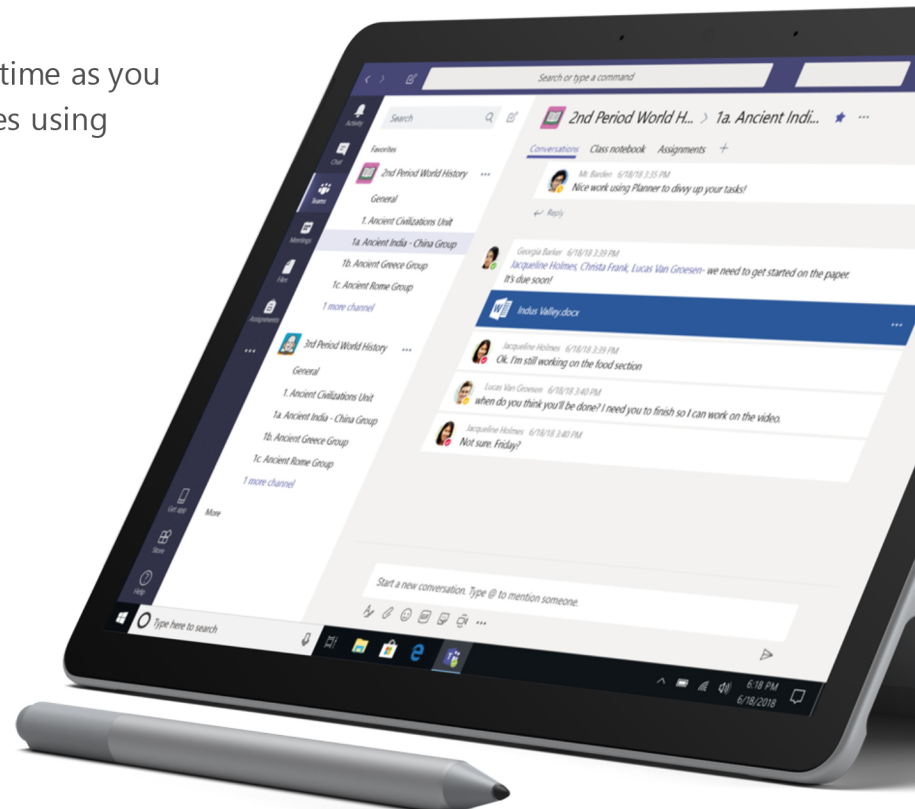 time as you
es using
Search or type a command
Activity
Chat
Teams
Meetings
Files
Assignments
Get app
Store
Help
Search
Favorites
2nd Period World History
General
1. Ancient Civilizations Unit
1a. Ancient India - China Group
1b. Ancient Greece Group
1c. Ancient Rome Group
1 more channel
3rd Period World History
General
1. Ancient Civilizations Unit
1a. Ancient India - China Group
1b. Ancient Greece Group
1c. Ancient Rome Group
1 more channel
More
2nd Period World H... > 1a. Ancient Indi...
Conversations Class notebook Assignments +
Mr. Barden 6/18/18 3:35 PM
Nice work using Planner to divvy up your tasks!
Reply
Georgia Barker 6/18/18 3:39 PM
Jacqueline Holmes, Christa Frank, Lucas Van Groesen- we need to get started on the paper.
It's due soon!
Indus Valley.docx
Jacqueline Holmes 6/18/18 3:39 PM
Ok. I'm still working on the food section
Lucas Van Groesen 6/18/18 3:40 PM
when do you think you'll be done? I need you to finish so I can work on the video.
Jacqueline Holmes 6/18/18 3:40 PM
Not sure. Friday?
Start a new conversation. Type @ to mention someone.
Type here to search
6:18 PM
6/18/2018